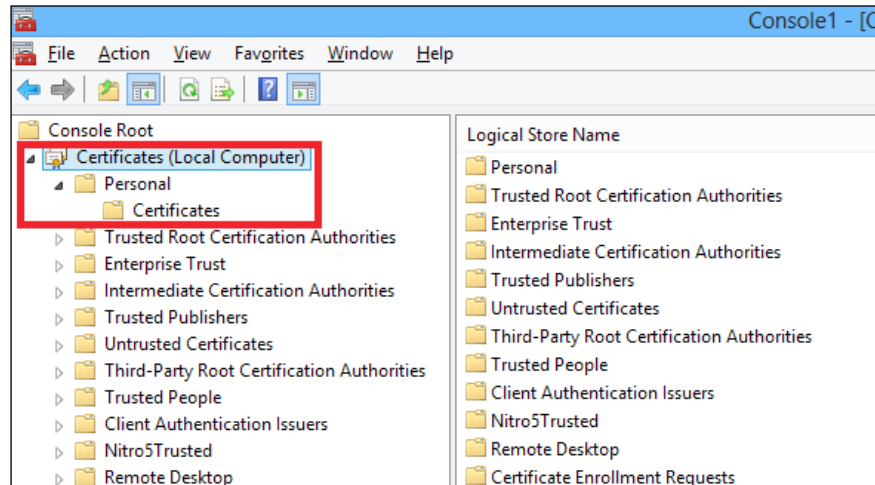 Console1 - [C
File Action View Favorites Window Help
Console Root
Certificates (Local Computer)
Personal
Certificates
Trusted Root Certification Authorities
Enterprise Trust
Intermediate Certification Authorities
Trusted Publishers
Untrusted Certificates
Third-Party Root Certification Authorities
Trusted People
Client Authentication Issuers
Nitro5Trusted
Remote Desktop
Logical Store Name
Personal
Trusted Root Certification Authorities
Enterprise Trust
Intermediate Certification Authorities
Trusted Publishers
Untrusted Certificates
Third-Party Root Certification Authorities
Trusted People
Client Authentication Issuers
Nitro5Trusted
Remote Desktop
Certificate Enrollment Requests